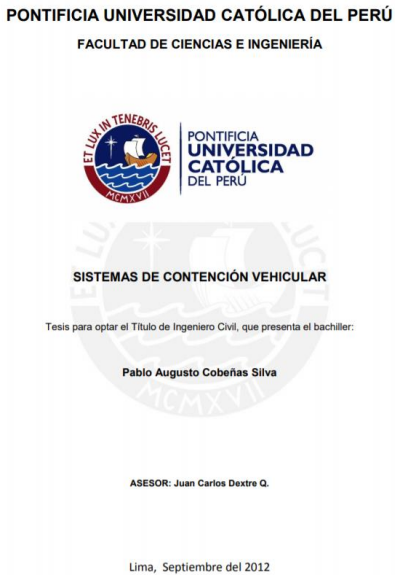 PONTIFICIA UNIVERSIDAD CATÓLICA DEL PERÚ
FACULTAD DE CIENCIAS E INGENIERÍA
ET LUX IN TENEBRIS LUCET
MCMXVII
PONTIFICIA
UNIVERSIDAD
CATÓLICA
DEL PERÚ
SISTEMAS DE CONTENCIÓN VEHICULAR
Tesis para optar el Título de Ingeniero Civil, que presenta el bachiller:
Pablo Augusto Cobeñas Silva
MCMXVII
ASESOR: Juan Carlos Dextre Q.
Lima, Septiembre del 2012